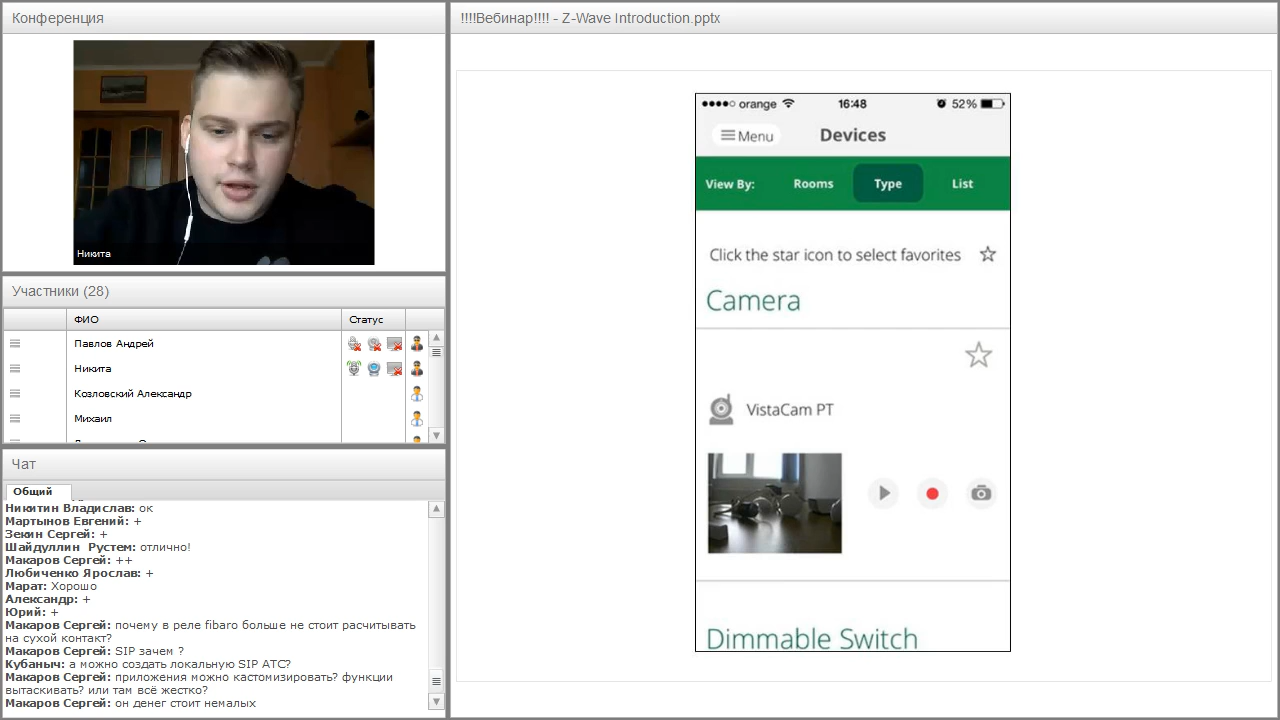 Конференция
Никита
Участники (28)
ФИО Статус
Павлов Андрей
Никита
Козловский Александр
Михаил
Чат
Общий
Никитин Владислав: ок
Мартынов Евгений: +
Зекин Сергей: +
Шайдуллин Рустем: отлично!
Макаров Сергей: ++
Любиченко Ярослав: +
Марат: Хорошо
Александр: +
Юрий: +
Макаров Сергей: почему в реле fibaro больше не стоит расчитывать
на сухой контакт?
Макаров Сергей: SIP зачем ?
Кубаныч: а можно создать локальную SIP АТС?
Макаров Сергей: приложения можно кастомизировать? функции
вытаскивать? или там всё жестко?
Макаров Сергей: он денег стоит немалых
!!!!Вебинар!!!! - Z-Wave Introduction.pptx
orange 16:48 52%
Menu Devices
View By: Rooms Type List
Click the star icon to select favorites
Camera
VistaCam PT
Dimmable Switch